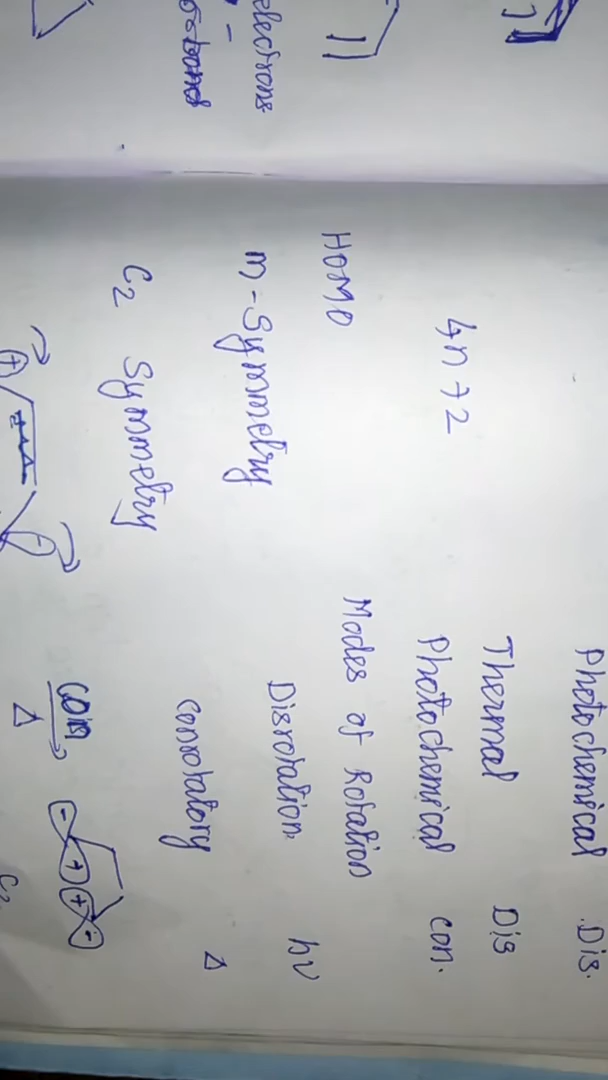 Photochemical Dis.
4n+2 Thermal Dis
Photochemical con.
HOMO Modes of Rotation
electrons
m-Symmetry Disrotation hν
C2 Symmetry conrotatory Δ
+ - con - + + -
Δ
C2